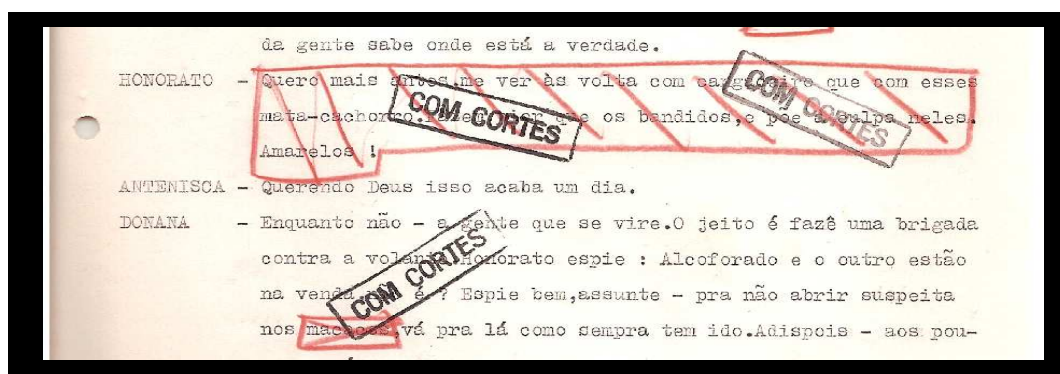 da gente sabe onde está a verdade.
HONORATO - Quero mais antes me ver às volta com cangaceiro que com esses
mata-cachorro. que os bandidos,e põe a culpa neles.
Amarelos !
ANTENISCA - Querendo Deus isso acaba um dia.
DONANA - Enquanto não - a gente que se vire.O jeito é fazê uma brigada
contra a volante.Honorato espie : Alcoforado e o outro estão
na venda, é ? Espie bem,assunte - pra não abrir suspeita
nos macacos,vá pra lá como sempra tem ido.Adispois - aos pou-
COM CORTES
COM CORTES
COM CORTES